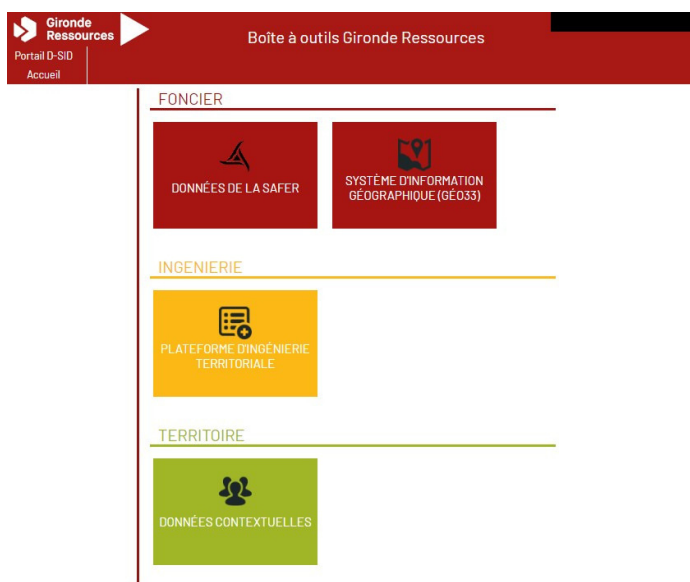 Gironde
Ressources
Portail D-SID
Accueil
Boîte à outils Gironde Ressources
FONCIER
DONNÉES DE LA SAFER
SYSTÈME D'INFORMATION
GÉOGRAPHIQUE (GÉO33)
INGENIERIE
PLATEFORME D'INGÉNIERIE
TERRITORIALE
TERRITOIRE
DONNÉES CONTEXTUELLES